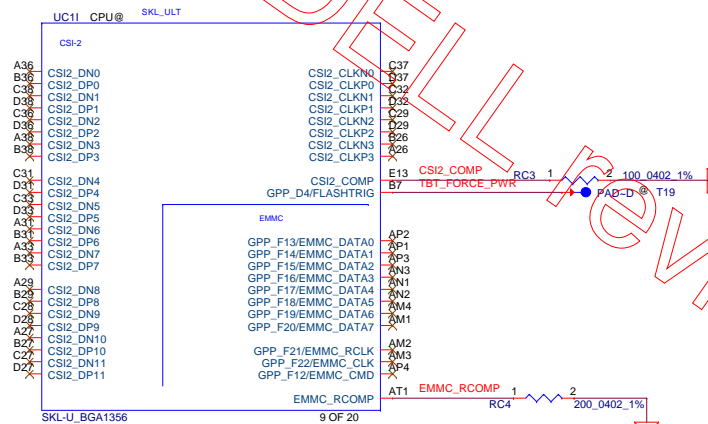 UC1I CPU@ SKL_ULT
CSI-2
A36 CSI2_DN0 CSI2_CLKN0 C37
B36 CSI2_DP0 CSI2_CLKP0 D37
C38 CSI2_DN1 CSI2_CLKN1 C32
D38 CSI2_DP1 CSI2_CLKP1 D32
C36 CSI2_DN2 CSI2_CLKN2 C29
D36 CSI2_DP2 CSI2_CLKP2 D29
A38 CSI2_DN3 CSI2_CLKN3 B26
B38 CSI2_DP3 CSI2_CLKP3 A26
C31 CSI2_DN4 CSI2_COMP E13 CSI2_COMP RC3 1 2 100_0402_1%
D31 CSI2_DP4 GPP_D4/FLASHTRIG B7 TBT_FORCE_PWR PAD~D @ T19
C33 CSI2_DN5
D33 CSI2_DP5
A31 CSI2_DN6
B31 CSI2_DP6
A33 CSI2_DN7
B33 CSI2_DP7
EMMC
GPP_F13/EMMC_DATA0 AP2
GPP_F14/EMMC_DATA1 AP1
GPP_F15/EMMC_DATA2 AP3
GPP_F16/EMMC_DATA3 AN3
A29 CSI2_DN8 GPP_F17/EMMC_DATA4 AN1
B29 CSI2_DP8 GPP_F18/EMMC_DATA5 AN2
C28 CSI2_DN9 GPP_F19/EMMC_DATA6 AM4
D28 CSI2_DP9 GPP_F20/EMMC_DATA7 AM1
A27 CSI2_DN10
B27 CSI2_DP10 GPP_F21/EMMC_RCLK AM2
C27 CSI2_DN11 GPP_F22/EMMC_CLK AM3
D27 CSI2_DP11 GPP_F12/EMMC_CMD AP4
EMMC_RCOMP AT1 EMMC_RCOMP RC4 1 2 200_0402_1%
SKL-U_BGA1356 9 OF 20
DELL rev